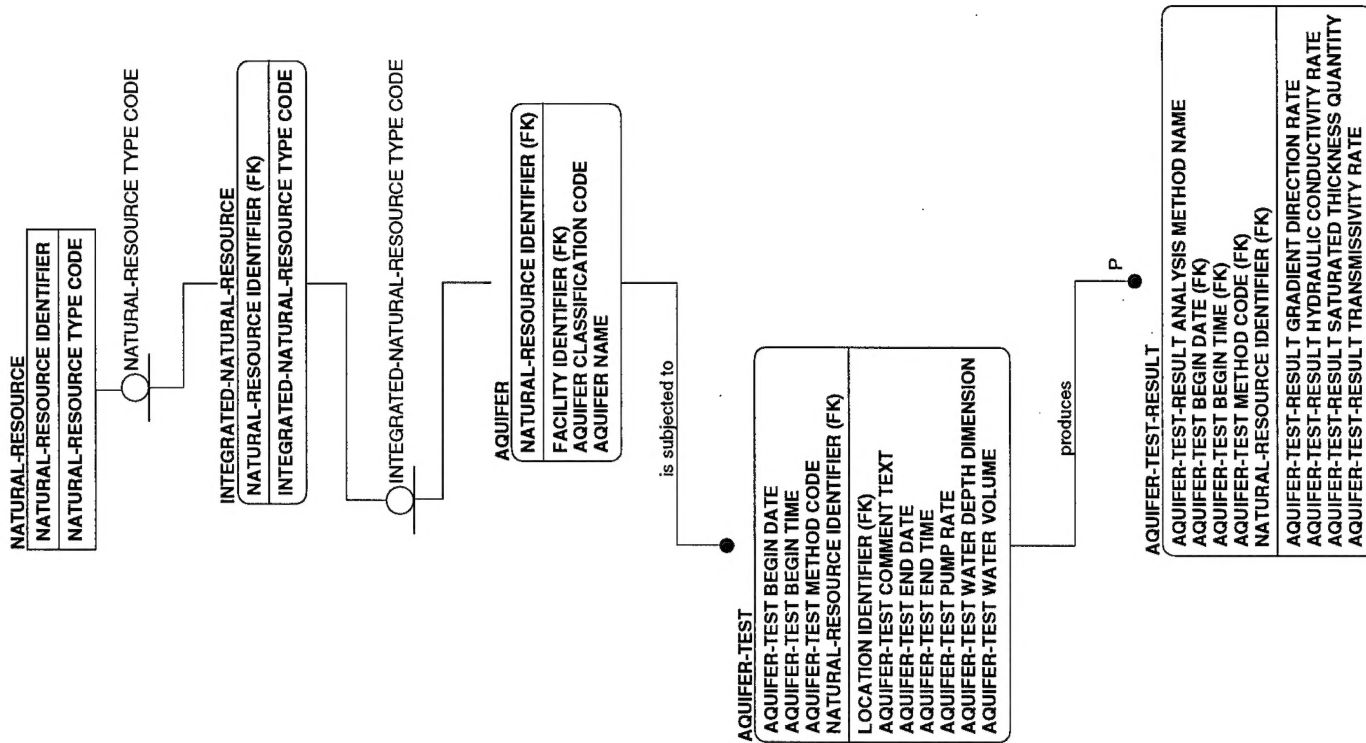 NATURAL-RESOURCE
NATURAL-RESOURCE IDENTIFIER
NATURAL-RESOURCE TYPE CODE
NATURAL-RESOURCE TYPE CODE
INTEGRATED-NATURAL-RESOURCE
NATURAL-RESOURCE IDENTIFIER (FK)
INTEGRATED-NATURAL-RESOURCE TYPE CODE
INTEGRATED-NATURAL-RESOURCE TYPE CODE
AQUIFER
NATURAL-RESOURCE IDENTIFIER (FK)
FACILITY IDENTIFIER (FK)
AQUIFER CLASSIFICATION CODE
AQUIFER NAME
is subjected to
AQUIFER-TEST
AQUIFER-TEST BEGIN DATE
AQUIFER-TEST BEGIN TIME
AQUIFER-TEST METHOD CODE
NATURAL-RESOURCE IDENTIFIER (FK)
LOCATION IDENTIFIER (FK)
AQUIFER-TEST COMMENT TEXT
AQUIFER-TEST END DATE
AQUIFER-TEST END TIME
AQUIFER-TEST PUMP RATE
AQUIFER-TEST WATER DEPTH DIMENSION
AQUIFER-TEST WATER VOLUME
produces
P
AQUIFER-TEST-RESULT
AQUIFER-TEST-RESULT ANALYSIS METHOD NAME
AQUIFER-TEST BEGIN DATE (FK)
AQUIFER-TEST BEGIN TIME (FK)
AQUIFER-TEST METHOD CODE (FK)
NATURAL-RESOURCE IDENTIFIER (FK)
AQUIFER-TEST-RESULT GRADIENT DIRECTION RATE
AQUIFER-TEST-RESULT HYDRAULIC CONDUCTIVITY RATE
AQUIFER-TEST-RESULT SATURATED THICKNESS QUANTITY
AQUIFER-TEST-RESULT TRANSMISSIVITY RATE